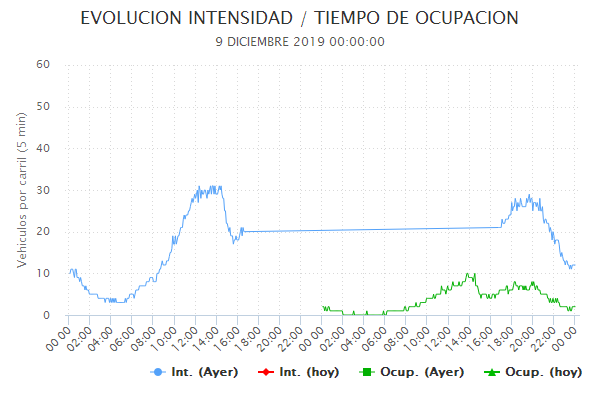 EVOLUCION INTENSIDAD / TIEMPO DE OCUPACION
9 DICIEMBRE 2019 00:00:00
Vehiculos por carril (5 min)
60
50
40
30
20
10
0
00:00 02:00 04:00 06:00 08:00 10:00 12:00 14:00 16:00 18:00 20:00 22:00 00:00 02:00 04:00 06:00 08:00 10:00 12:00 14:00 16:00 18:00 20:00 22:00 00:00
Int. (Ayer) Int. (hoy) Ocup. (Ayer) Ocup. (hoy)